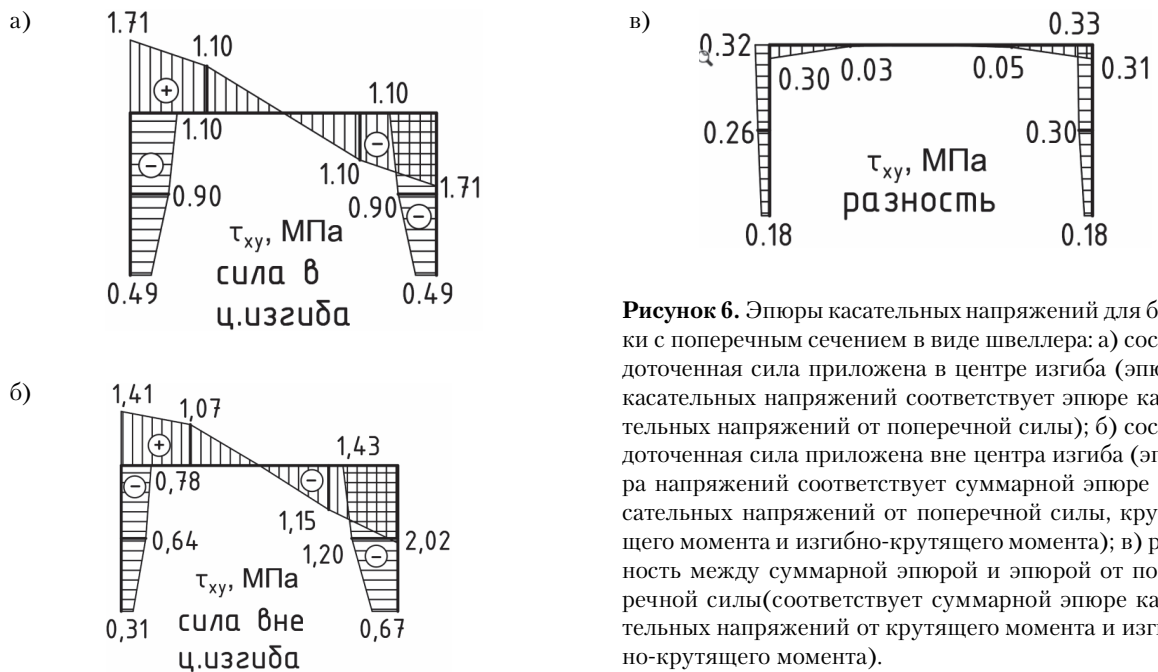 а)
1.71
1.10
+
1.10
−
1.10
−
0.90
1.10
0.90
1.71
−
τxy, МПа
сила в
ц.изгиба
0.49
0.49
б)
1,41
1,07
+
1,43
−
0,78
−
0,64
1,15
1,20
2,02
−
τxy, МПа
сила вне
ц.изгиба
0,31
0,67
в)
0.32
0.33
0.30
0.03
0.05
0.31
0.26
0.30
τxy, МПа
разность
0.18
0.18
Рисунок 6. Эпюры касательных напряжений для б
ки с поперечным сечением в виде швеллера: а) сос
доточенная сила приложена в центре изгиба (эпю
касательных напряжений соответствует эпюре ка
тельных напряжений от поперечной силы); б) сос
доточенная сила приложена вне центра изгиба (эп
ра напряжений соответствует суммарной эпюре
сательных напряжений от поперечной силы, кру
щего момента и изгибно-крутящего момента); в) р
ность между суммарной эпюрой и эпюрой от по
речной силы(соответствует суммарной эпюре ка
тельных напряжений от крутящего момента и изг
но-крутящего момента).